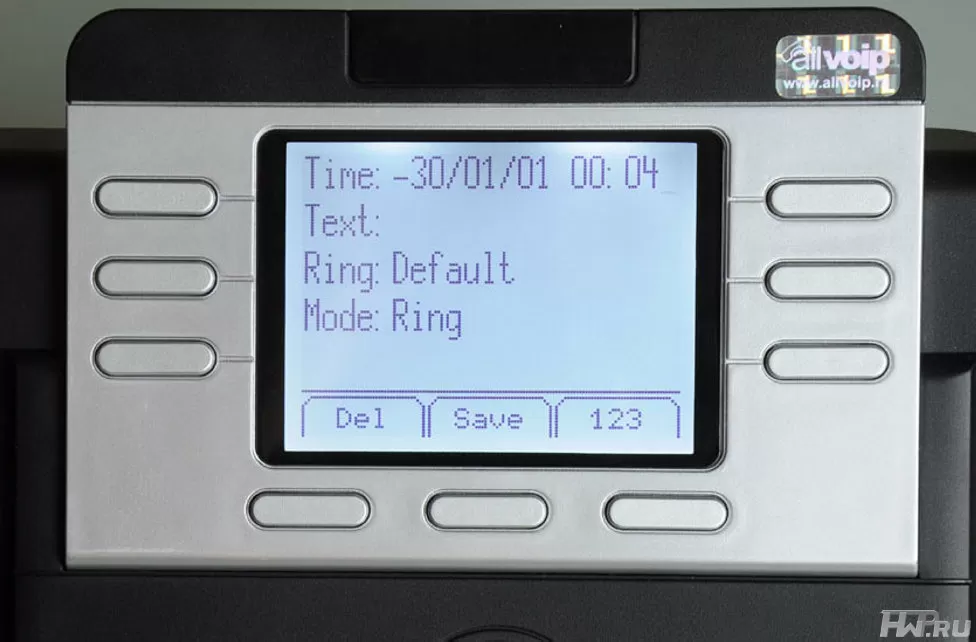 allvoip
www.allvoip.r
Time: -30/01/01 00:04
Text:
Ring: Default
Mode: Ring
Del Save 123
HW.RU